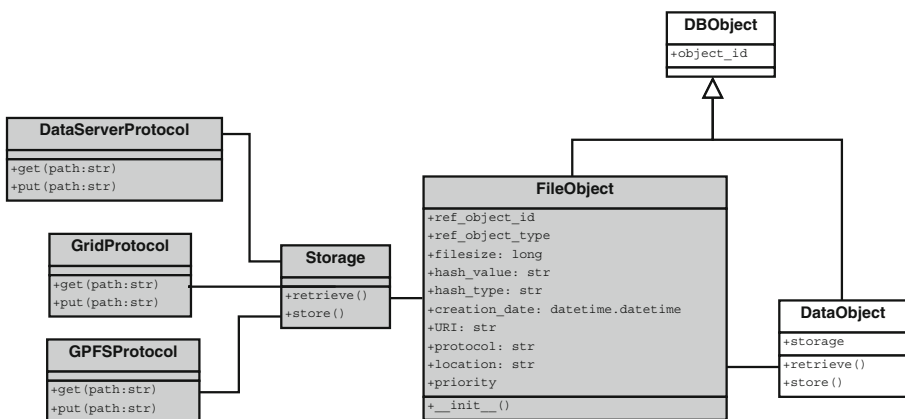 DBObject
+object_id
DataServerProtocol
+get(path:str)
+put(path:str)
GridProtocol
+get(path:str)
+put(path:str)
GPFSProtocol
+get(path:str)
+put(path:str)
Storage
+retrieve()
+store()
FileObject
+ref_object_id
+ref_object_type
+filesize: long
+hash_value: str
+hash_type: str
+creation_date: datetime.datetime
+URI: str
+protocol: str
+location: str
+priority
+__init__()
DataObject
+storage
+retrieve()
+store()